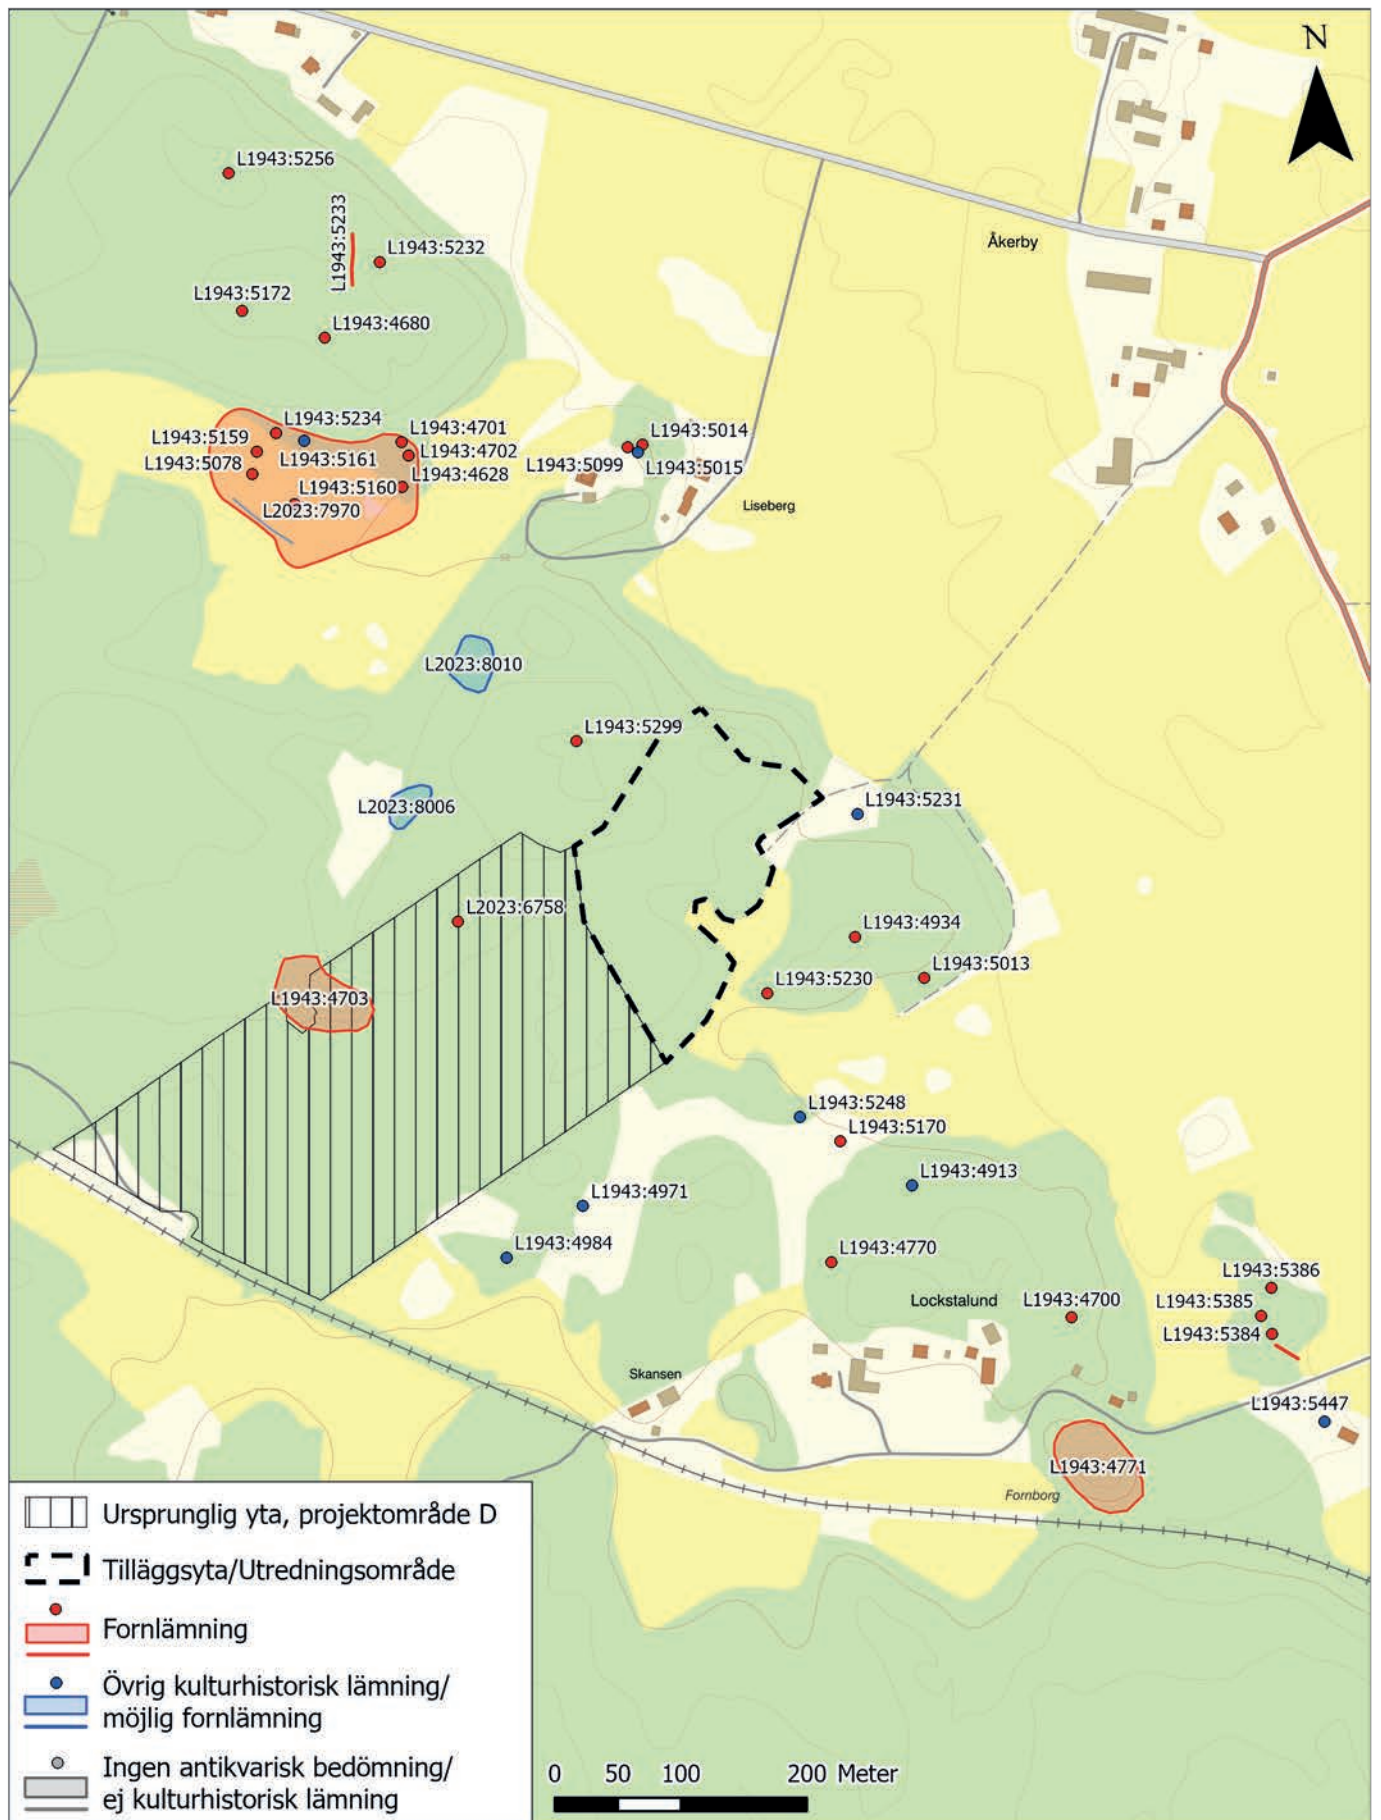 N
L1943:5256
L1943:5233
L1943:5232
Åkerby
L1943:5172
L1943:4680
L1943:5234
L1943:4701
L1943:5014
L1943:5159
L1943:4702
L1943:5078
L1943:5161
L1943:5099
L1943:5015
L1943:4628
L1943:5160
L2023:7970
Liseberg
L2023:8010
L1943:5299
L2023:8006
L1943:5231
L2023:6758
L1943:4934
L1943:5013
L1943:5230
L1943:4703
L1943:5248
L1943:5170
L1943:4913
L1943:4971
L1943:4984
L1943:4770
L1943:5386
Lockstalund
L1943:4700
L1943:5385
L1943:5384
Skansen
L1943:5447
L1943:4771
Fornborg
Ursprunglig yta, projektområde D
Tilläggsyta/Utredningsområde
Fornlämning
Övrig kulturhistorisk lämning/
möjlig fornlämning
Ingen antikvarisk bedömning/
ej kulturhistorisk lämning
0 50 100 200 Meter